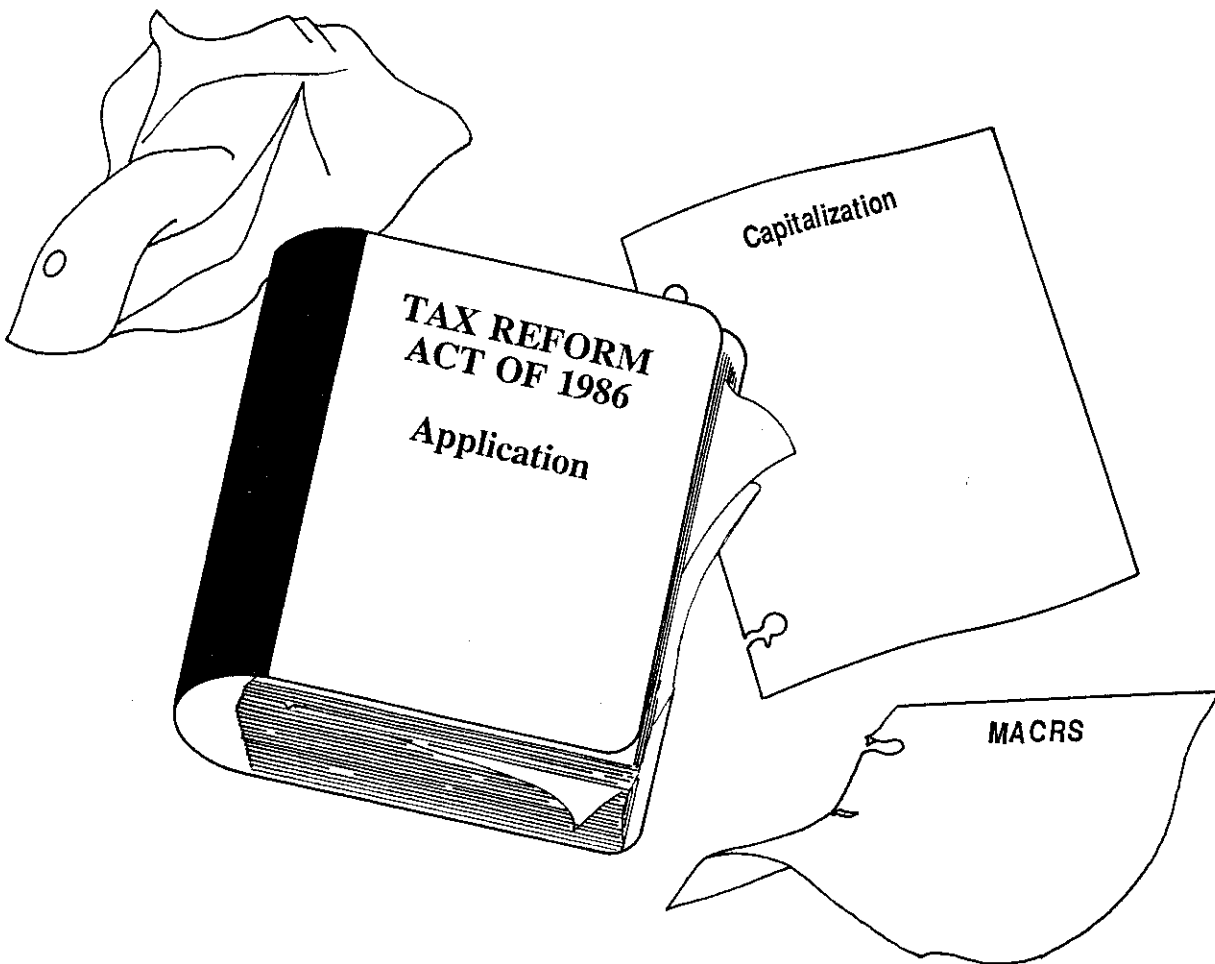 Capitalization
TAX REFORM
ACT OF 1986
Application
MACRS